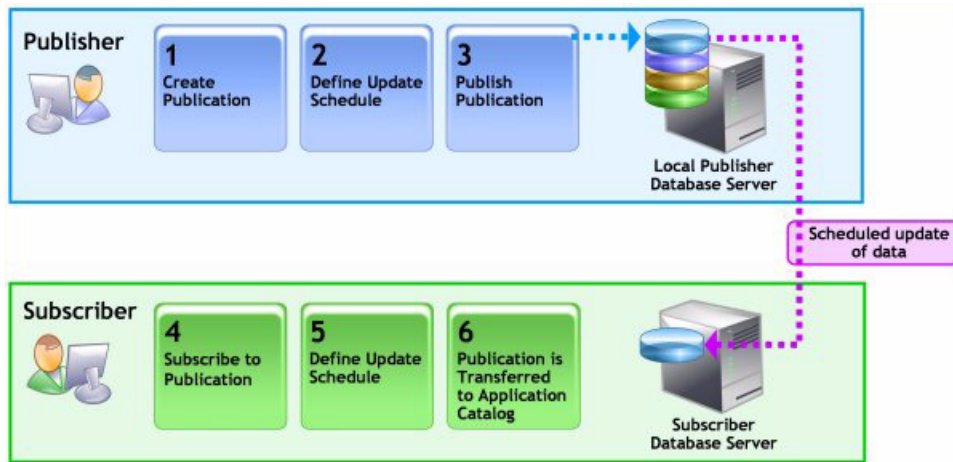 Publisher
1
Create
Publication
2
Define Update
Schedule
3
Publish
Publication
Local Publisher
Database Server
Scheduled update
of data
Subscriber
4
Subscribe to
Publication
5
Define Update
Schedule
6
Publication is
Transferred
to Application
Catalog
Subscriber
Database Server